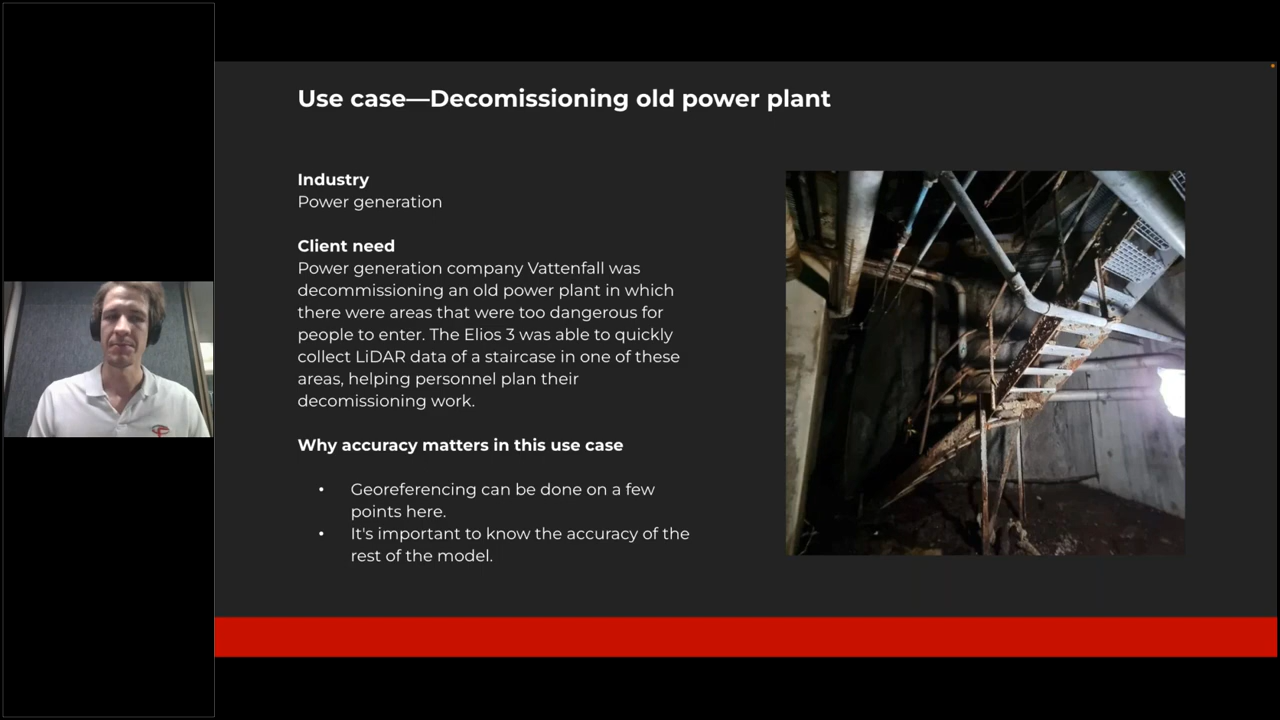 Use case—Decomissioning old power plant
Industry
Power generation
Client need
Power generation company Vattenfall was
decommissioning an old power plant in which
there were areas that were too dangerous for
people to enter. The Elios 3 was able to quickly
collect LiDAR data of a staircase in one of these
areas, helping personnel plan their
decomissioning work.
Why accuracy matters in this use case
• Georeferencing can be done on a few
points here.
• It's important to know the accuracy of the
rest of the model.